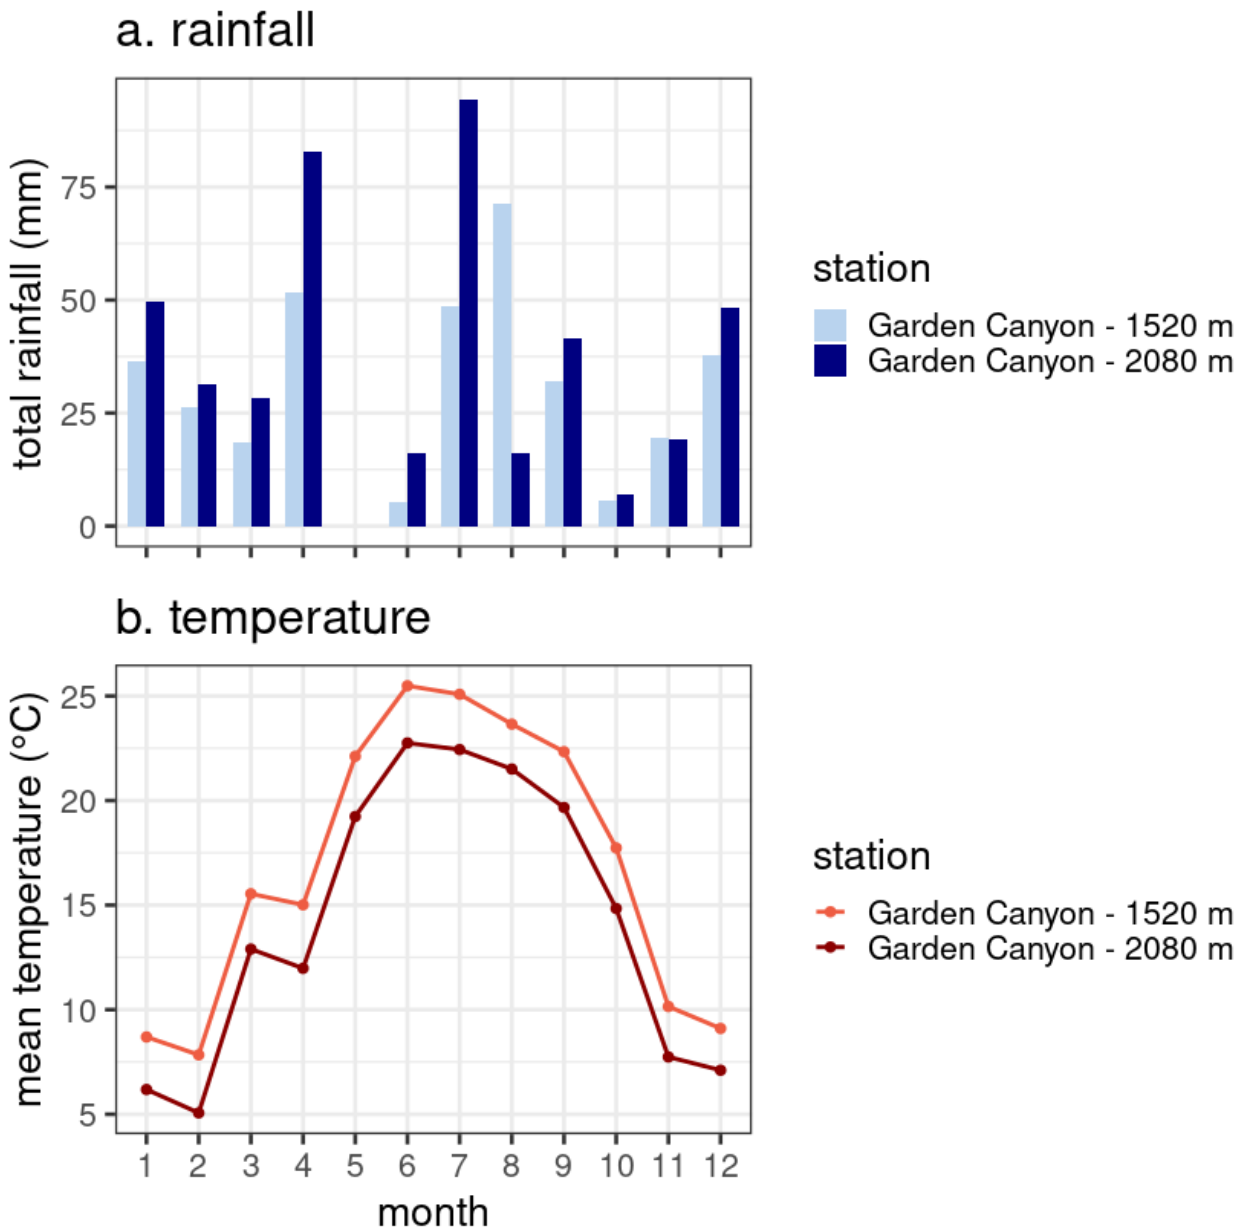 a. rainfall
total rainfall (mm)
75
50
25
0
station
Garden Canyon - 1520 m
Garden Canyon - 2080 m
b. temperature
mean temperature (°C)
25
20
15
10
5
station
Garden Canyon - 1520 m
Garden Canyon - 2080 m
1 2 3 4 5 6 7 8 9 10 11 12
month